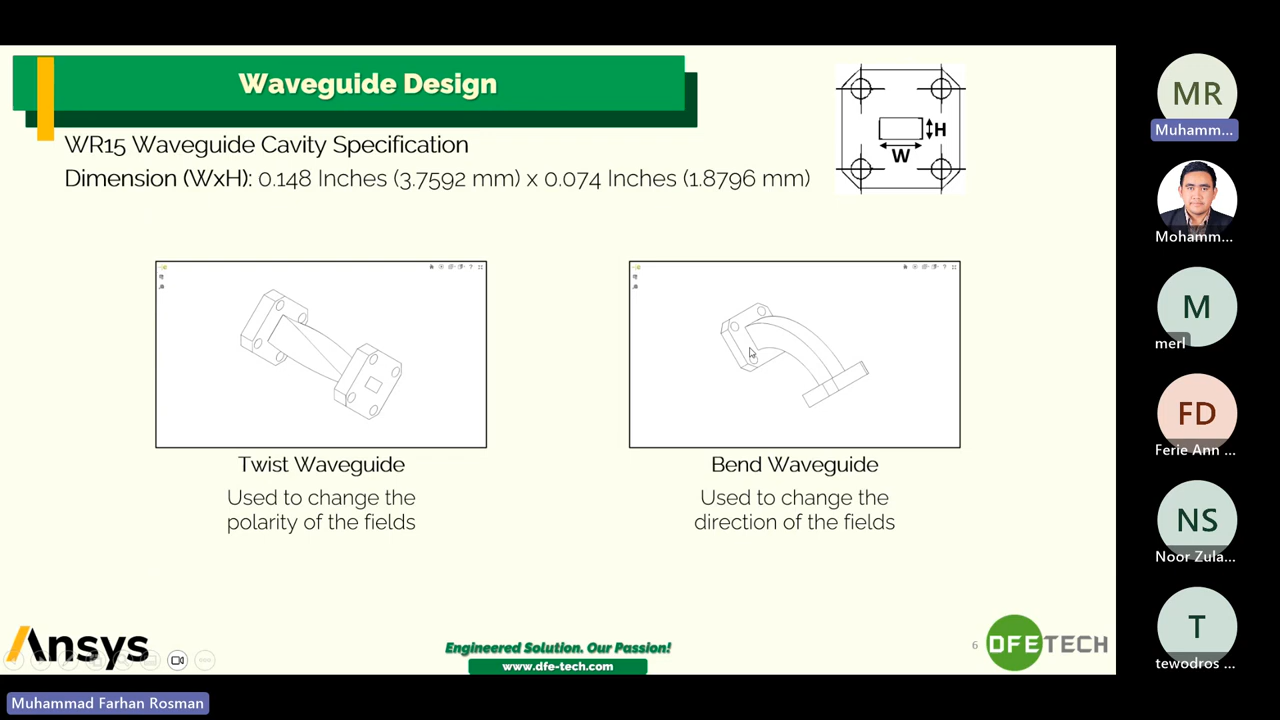 Waveguide Design
WR15 Waveguide Cavity Specification
Dimension (WxH): 0.148 Inches (3.7592 mm) x 0.074 Inches (1.8796 mm)
H
W
Twist Waveguide
Used to change the
polarity of the fields
Bend Waveguide
Used to change the
direction of the fields
Ansys
Engineered Solution. Our Passion!
www.dfe-tech.com
6
DFETECH
MR
Muhamm...
Mohamm...
M
merl
FD
Ferie Ann ...
NS
Noor Zula...
T
tewodros ...
Muhammad Farhan Rosman